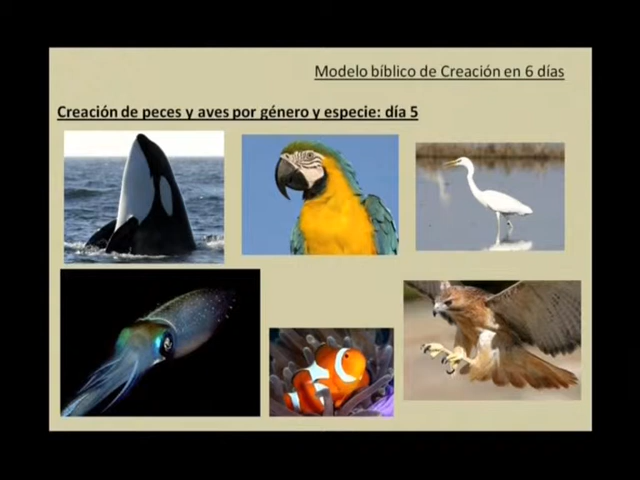 Modelo bíblico de Creación en 6 días
Creación de peces y aves por género y especie: día 5